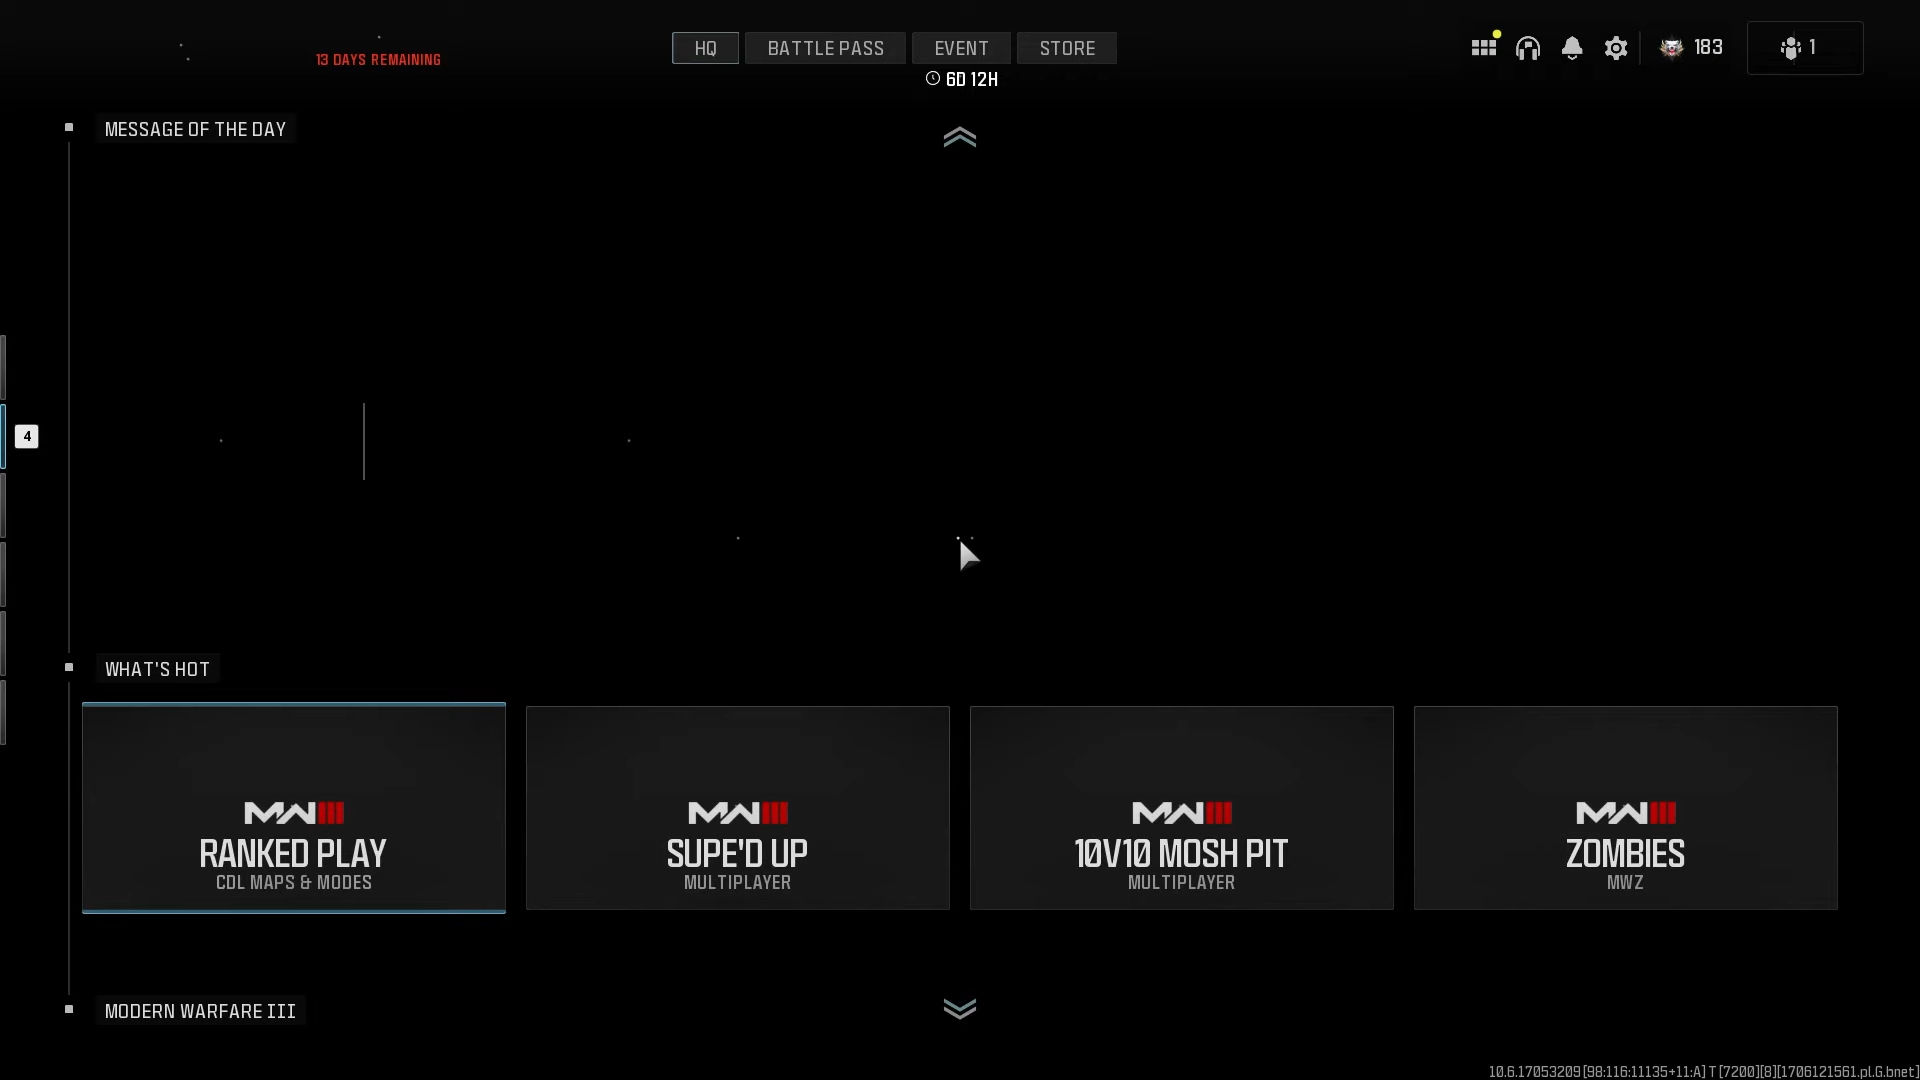 13 DAYS REMAINING
HQ
BATTLE PASS
EVENT
STORE
6D 12H
183
1
MESSAGE OF THE DAY
4
WHAT'S HOT
MWIII
RANKED PLAY
CDL MAPS & MODES
MWIII
SUPE'D UP
MULTIPLAYER
MWIII
10V10 MOSH PIT
MULTIPLAYER
MWIII
ZOMBIES
MWZ
MODERN WARFARE III
10.6.17053209[98:116:11135+11:A] T [7200][8][1706121561.pl.G.bnet]